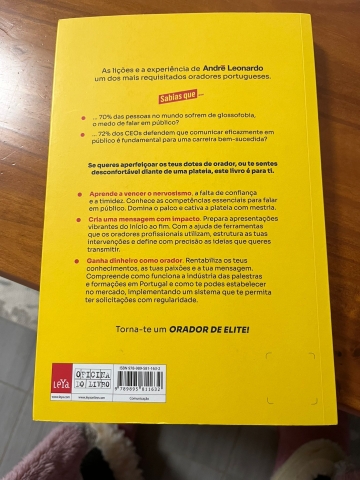 As lições e a experiência de André Leonardo
um dos mais requisitados oradores portugueses.
Sabias que ...
... 70% das pessoas no mundo sofrem de glossofobia,
o medo de falar em público?
... 72% dos CEOs defendem que comunicar eficazmente em
público é fundamental para uma carreira bem-sucedida?
Se queres aperfeiçoar os teus dotes de orador, ou te sentes
desconfortável diante de uma plateia, este livro é para ti.
Aprende a vencer o nervosismo, a falta de confiança
e a timidez. Conhece as competências essenciais para falar
em público. Domina o palco e cativa a plateia com mestria.
Cria uma mensagem com impacto. Prepara apresentações
vibrantes do início ao fim. Com a ajuda de ferramentas
que os oradores profissionais utilizam, estrutura as tuas
intervenções e define com precisão as ideias que queres
transmitir.
Ganha dinheiro como orador. Rentabiliza os teus
conhecimentos, as tuas paixões e a tua mensagem.
Compreende como funciona a indústria das palestras
e formações em Portugal e como te podes estabelecer
no mercado, implementando um sistema que te permita
ter solicitações com regularidade.
Torna-te um ORADOR DE ELITE!
LeYa
OFICINA
DO LIVRO
Comunicação